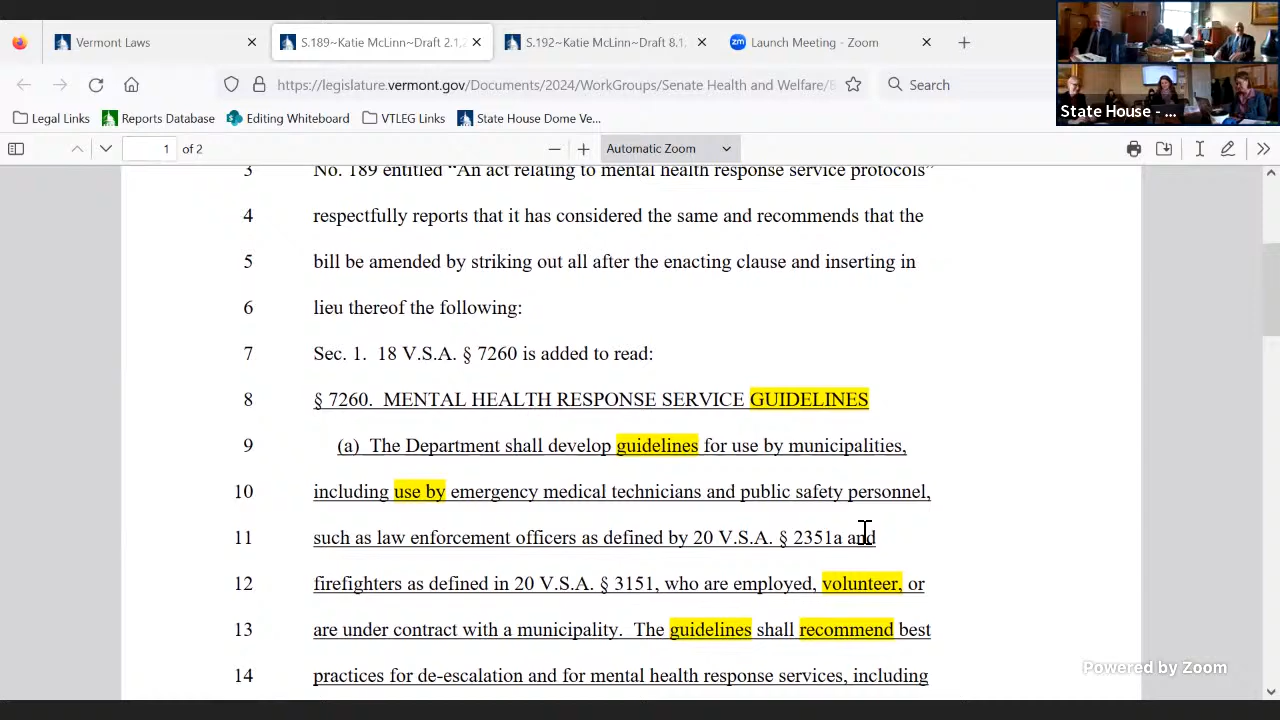 Vermont Laws
S.189~Katie McLinn~Draft 2.1,
S.192~Katie McLinn~Draft 8.1,
zm Launch Meeting - Zoom
https://legislature.vermont.gov/Documents/2024/WorkGroups/Senate Health and Welfare/B
Search
State House - ...
Legal Links
Reports Database
Editing Whiteboard
VTLEG
State House Dome Ve...
1 of 2
Automatic Zoom
3 No. 189 entitled “An act relating to mental health response service protocols”
4 respectfully reports that it has considered the same and recommends that the
5 bill be amended by striking out all after the enacting clause and inserting in
6 lieu thereof the following:
7 Sec. 1. 18 V.S.A. § 7260 is added to read:
8 § 7260. MENTAL HEALTH RESPONSE SERVICE GUIDELINES
9 (a) The Department shall develop guidelines for use by municipalities,
10 including use by emergency medical technicians and public safety personnel,
11 such as law enforcement officers as defined by 20 V.S.A. § 2351a and
12 firefighters as defined in 20 V.S.A. § 3151, who are employed, volunteer, or
13 are under contract with a municipality. The guidelines shall recommend best
14 practices for de-escalation and for mental health response services, including
Powered by Zoom